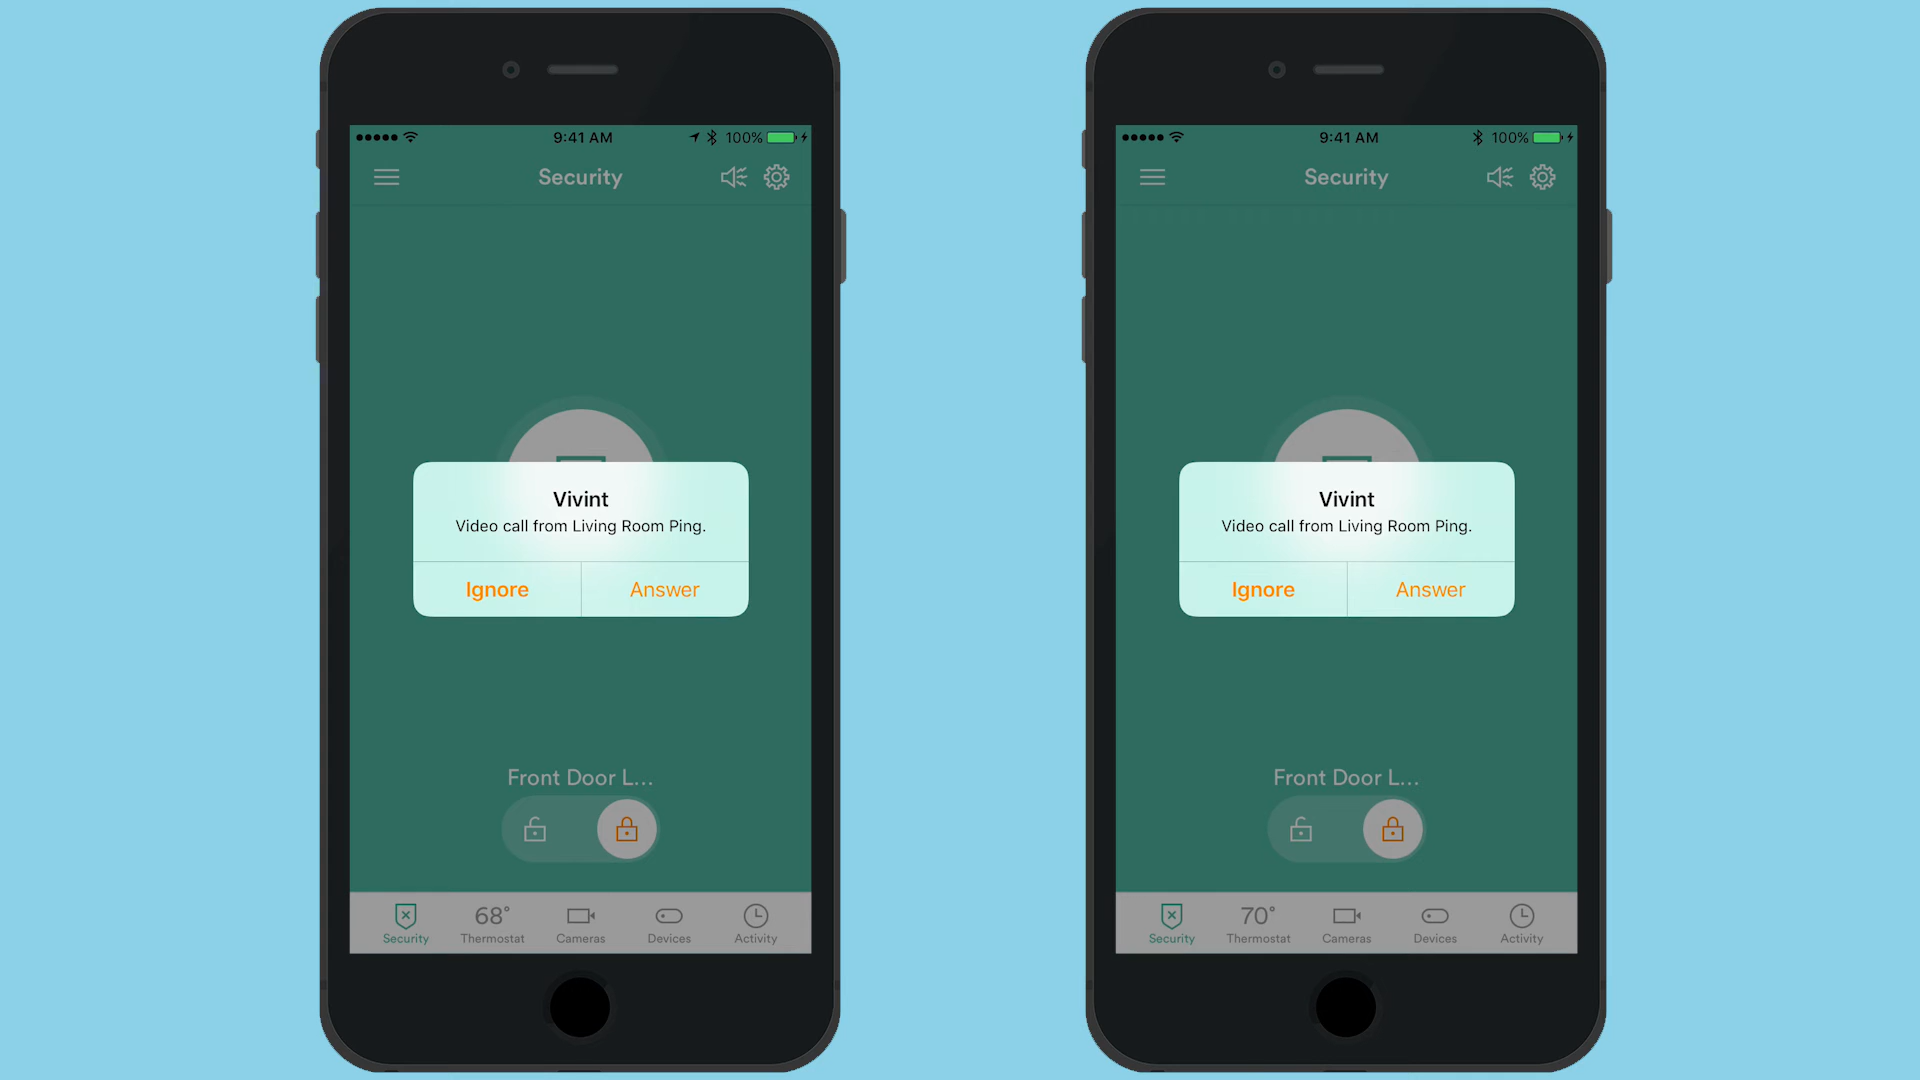 9:41 AM 100%
Security
Vivint
Video call from Living Room Ping.
Ignore Answer
Front Door L...
68°
Security Thermostat Cameras Devices Activity
9:41 AM 100%
Security
Vivint
Video call from Living Room Ping.
Ignore Answer
Front Door L...
70°
Security Thermostat Cameras Devices Activity